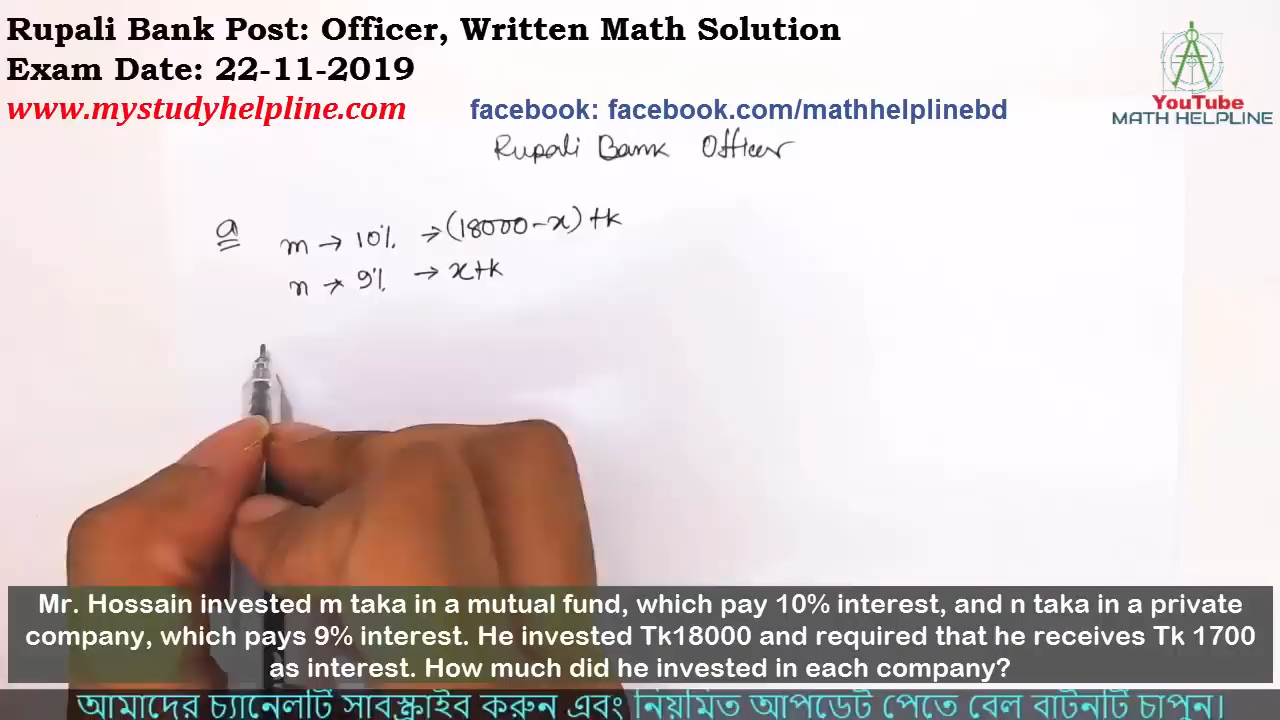 Rupali Bank Post: Officer, Written Math Solution
Exam Date: 22-11-2019
www.mystudyhelpline.com
facebook: facebook.com/mathhelplinebd
YouTube
MATH HELPLINE
Rupali Bank Officer
a
m → 10% → (18000-x) tk
n → 9% → x tk
Mr. Hossain invested m taka in a mutual fund, which pay 10% interest, and n taka in a private
company, which pays 9% interest. He invested Tk18000 and required that he receives Tk 1700
as interest. How much did he invested in each company?
আমাদের চ্যানেলটি সাবস্ক্রাইব করুন এবং নিয়মিত আপডেট পেতে বেল বাটনটি চাপুন।